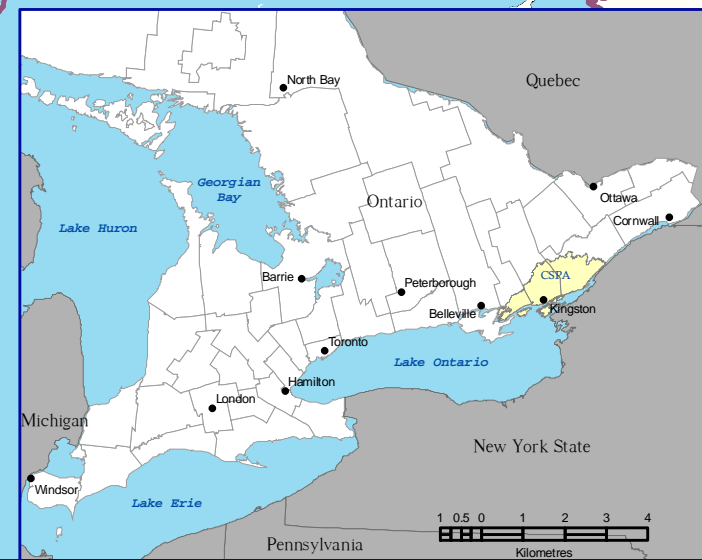 North Bay
Quebec
Georgian
Bay
Ottawa
Ontario
Cornwall
Lake Huron
CSPA
Barrie
Peterborough
Belleville
Kingston
Toronto
Lake Ontario
Hamilton
London
Michigan
New York State
Windsor
Lake Erie
1 0.5 0 1 2 3 4
Pennsylvania
Kilometres